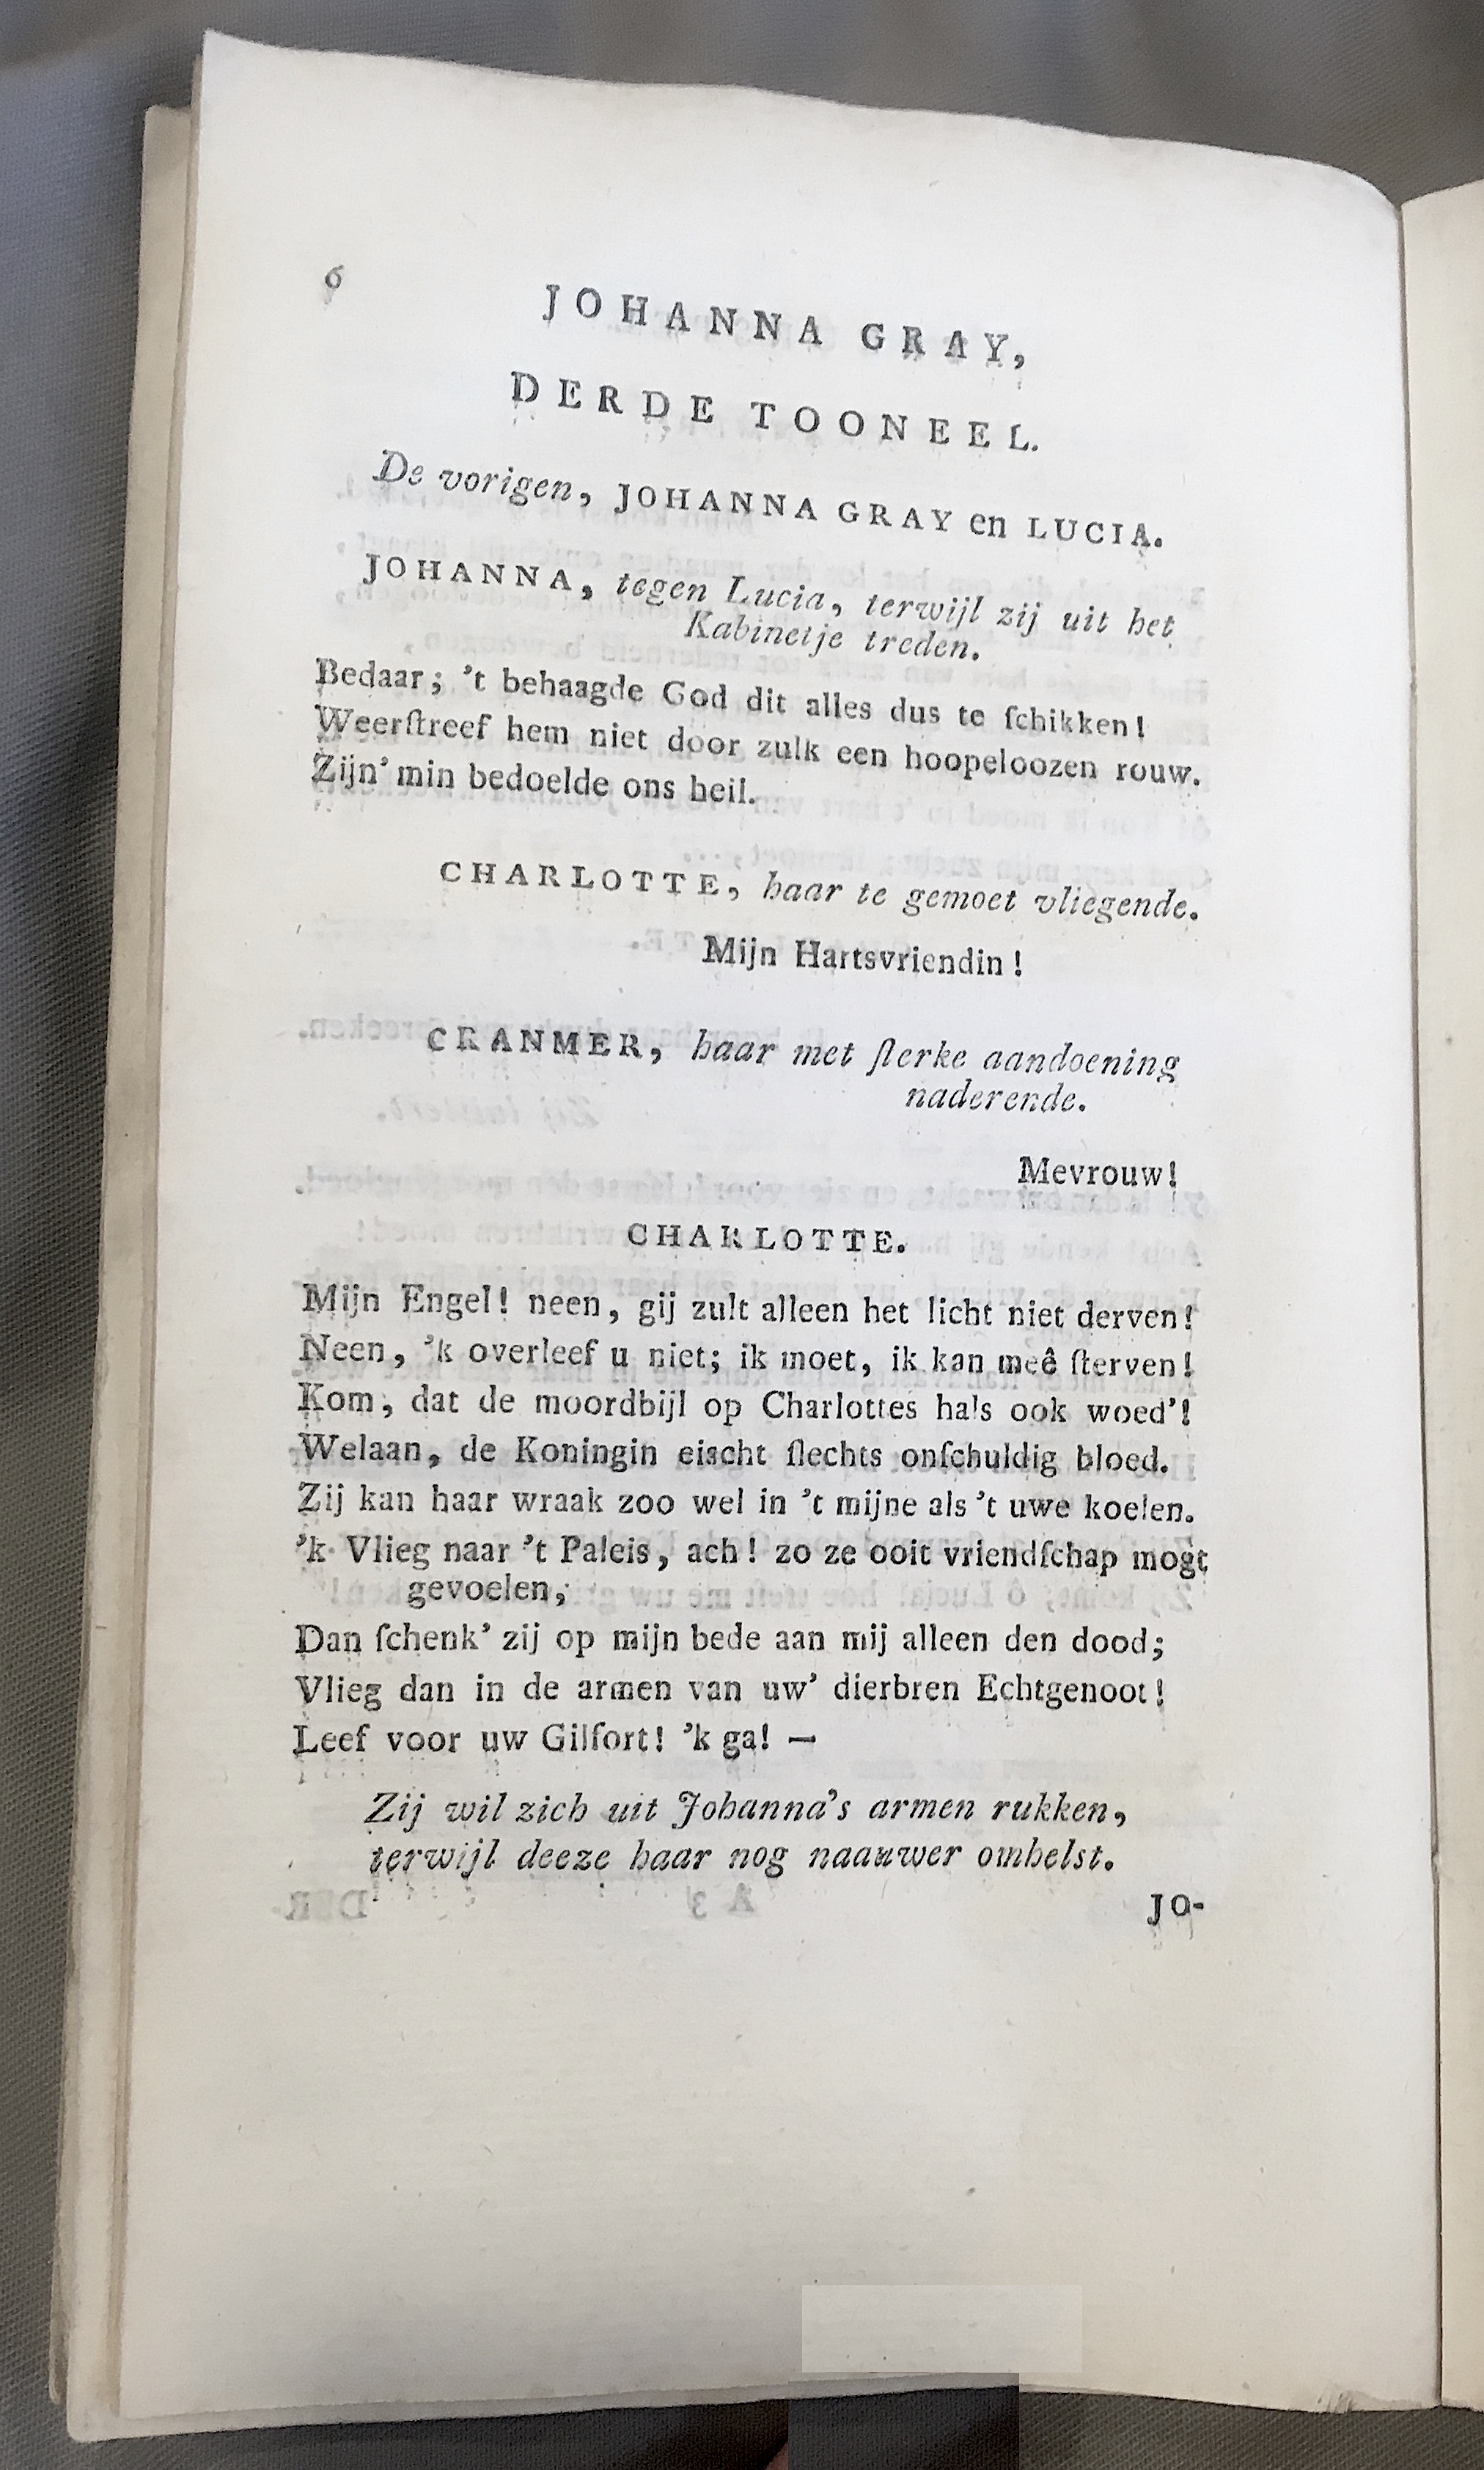 6
JOHANNA GRAY,
DERDE TOONEEL.
De vorigen, JOHANNA GRAY en LUCIA.
JOHANNA, tegen Lucia, terwijl zij uit het
Kabinetje treden.
Bedaar; 't behaagde God dit alles dus te ſchikken!
Weerſtreef hem niet door zulk een hoopeloozen rouw.
Zijn' min bedoelde ons heil.
CHARLOTTE, haar te gemoet vliegende.
Mijn Hartsvriendin!
CRANMER, haar met ſterke aandoening
naderende.
Mevrouw!
CHARLOTTE.
Mijn Engel! neen, gij zult alleen het licht niet derven!
Neen, 'k overleef u niet; ik moet, ik kan meê ſterven!
Kom, dat de moordbijl op Charlottes hals ook woed'!
Welaan, de Koningin eischt ſlechts onſchuldig bloed.
Zij kan haar wraak zoo wel in 't mijne als 't uwe koelen.
'k Vlieg naar 't Paleis, ach! zo ze ooit vriendſchap mogt
gevoelen,
Dan ſchenk' zij op mijn bede aan mij alleen den dood;
Vlieg dan in de armen van uw' dierbren Echtgenoot!
Leef voor uw Gilfort! 'k ga! —
Zij wil zich uit Johanna's armen rukken,
terwijl deeze haar nog naauwer omhelst.
JO-